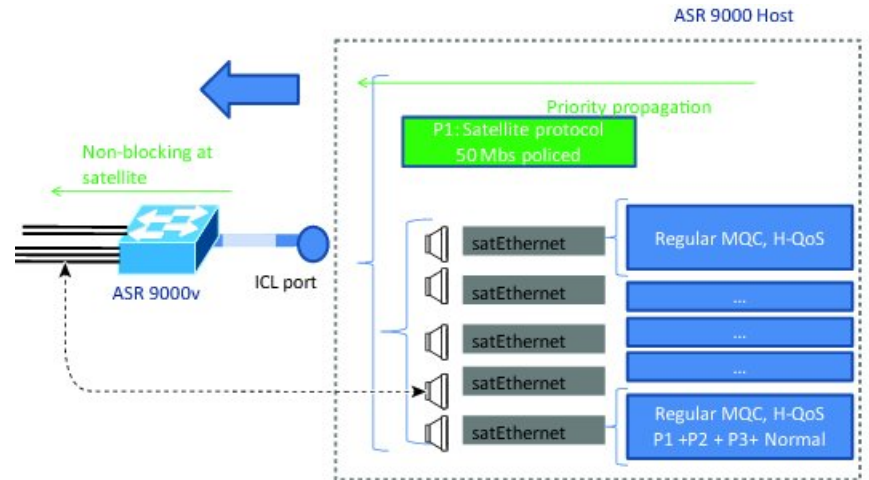 ASR 9000 Host
Priority propagation
P1: Satellite protocol
50 Mbs policed
Non-blocking at
satellite
ICL port
ASR 9000v
satEthernet
Regular MQC, H-QoS
satEthernet
...
satEthernet
...
satEthernet
...
satEthernet
Regular MQC, H-QoS
P1 +P2 + P3+ Normal